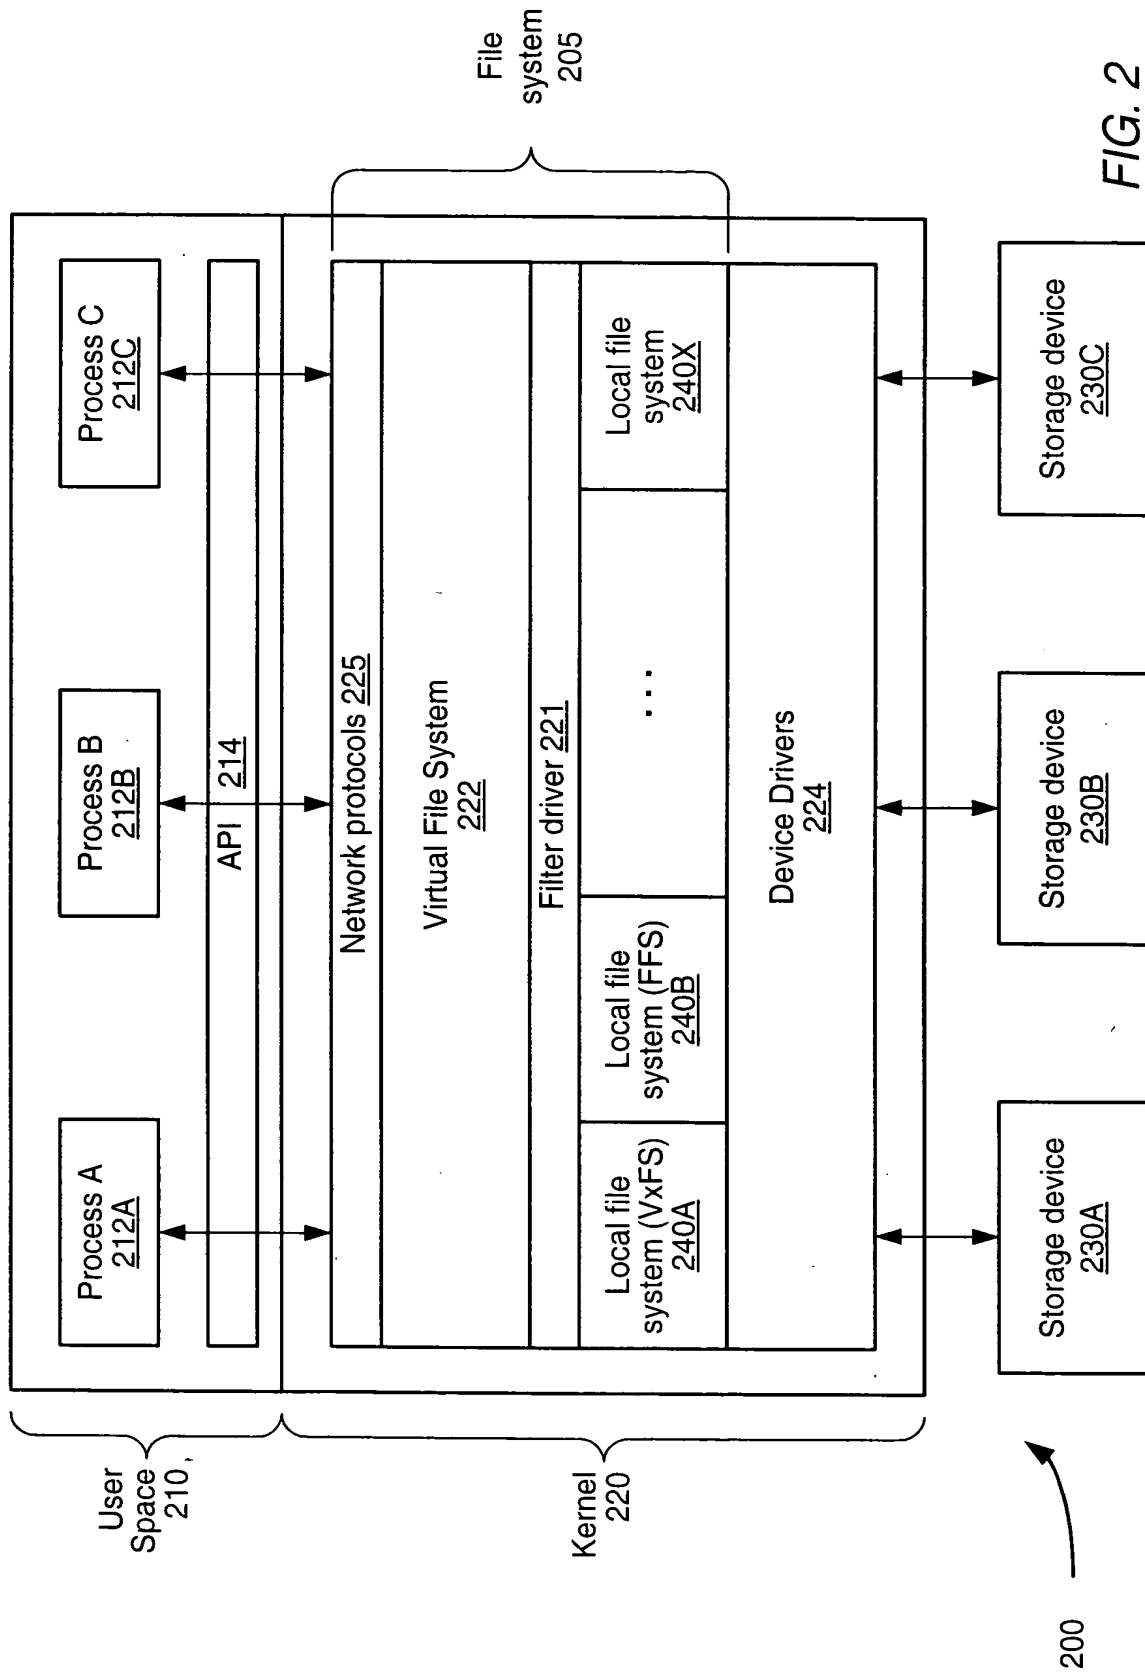 User
Space
210
Process A
212A
Process B
212B
Process C
212C
API 214
Kernel
220
Network protocols 225
Virtual File System
222
Filter driver 221
Local file
system (VxFS)
240A
Local file
system (FFS)
240B
...
Local file
system
240X
Device Drivers
224
File
system
205
Storage device
230A
Storage device
230B
Storage device
230C
200
FIG. 2